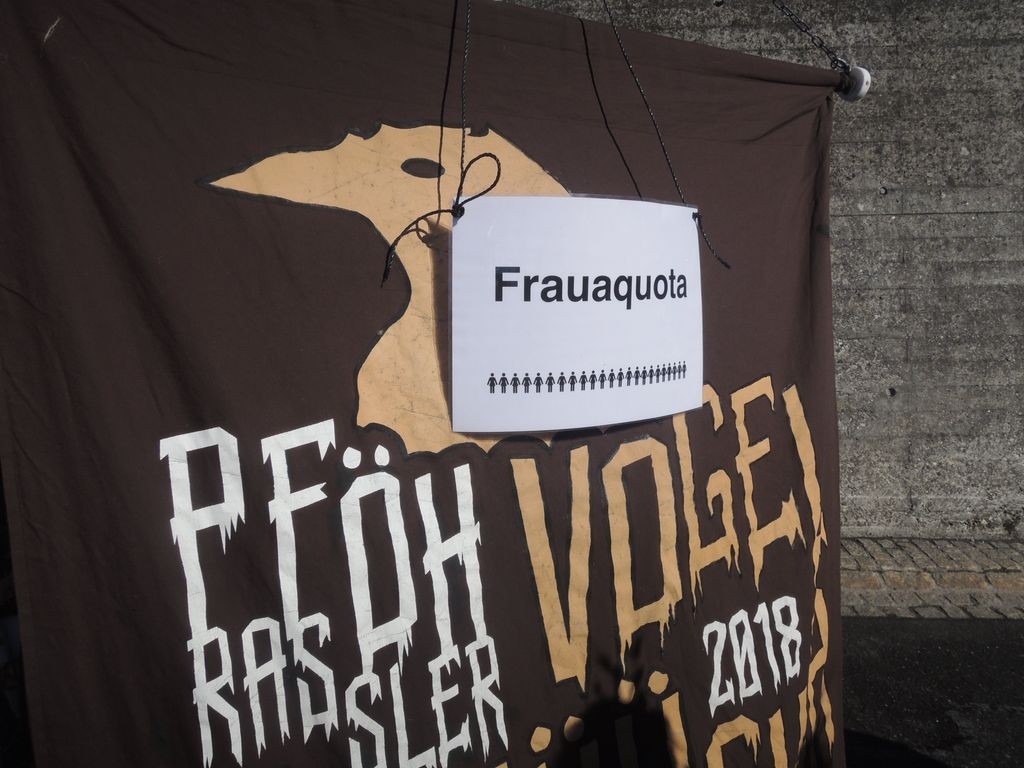 Frauaquota
PFÖH VOGEL
RASSLER 2018